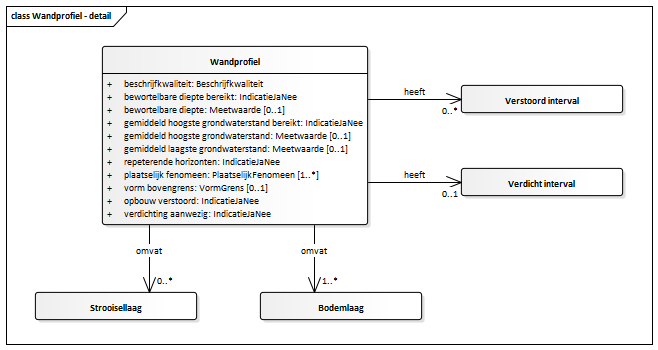 class Wandprofiel - detail
Wandprofiel
+ beschrijfkwaliteit: Beschrijfkwaliteit
+ bewortelbare diepte bereikt: IndicatieJaNee
+ bewortelbare diepte: Meetwaarde [0..1]
+ gemiddeld hoogste grondwaterstand bereikt: IndicatieJaNee
+ gemiddeld hoogste grondwaterstand: Meetwaarde [0..1]
+ gemiddeld laagste grondwaterstand: Meetwaarde [0..1]
+ repeterende horizonten: IndicatieJaNee
+ plaatselijk fenomeen: PlaatselijkFenomeen [1..*]
+ vorm bovengrens: VormGrens [0..1]
+ opbouw verstoord: IndicatieJaNee
+ verdichting aanwezig: IndicatieJaNee
heeft
0..*
Verstoord interval
heeft
0..1
Verdicht interval
omvat
0..*
Strooisellaag
omvat
1..*
Bodemlaag